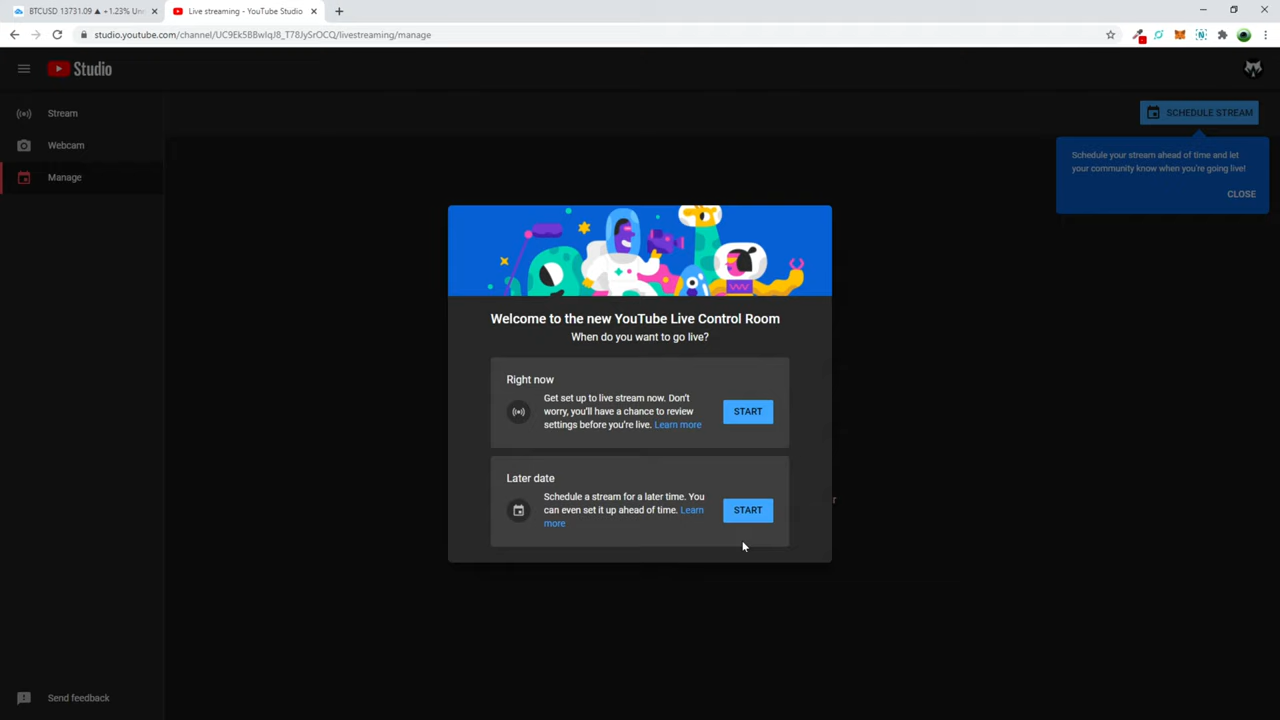 BTCUSD 13731.09 ▲ +1.23%
Live streaming - YouTube Studio
studio.youtube.com/channel/UC9Ek5BBwIqJ8_T78JySrOCQ/livestreaming/manage
Studio
Stream
SCHEDULE STREAM
Webcam
Schedule your stream ahead of time and let
your community know when you're going live!
Manage
CLOSE
Welcome to the new YouTube Live Control Room
When do you want to go live?
Right now
Get set up to live stream now. Don't
worry, you'll have a chance to review
settings before you're live. Learn more
START
Later date
Schedule a stream for a later time. You
can even set it up ahead of time. Learn
more
START
Send feedback